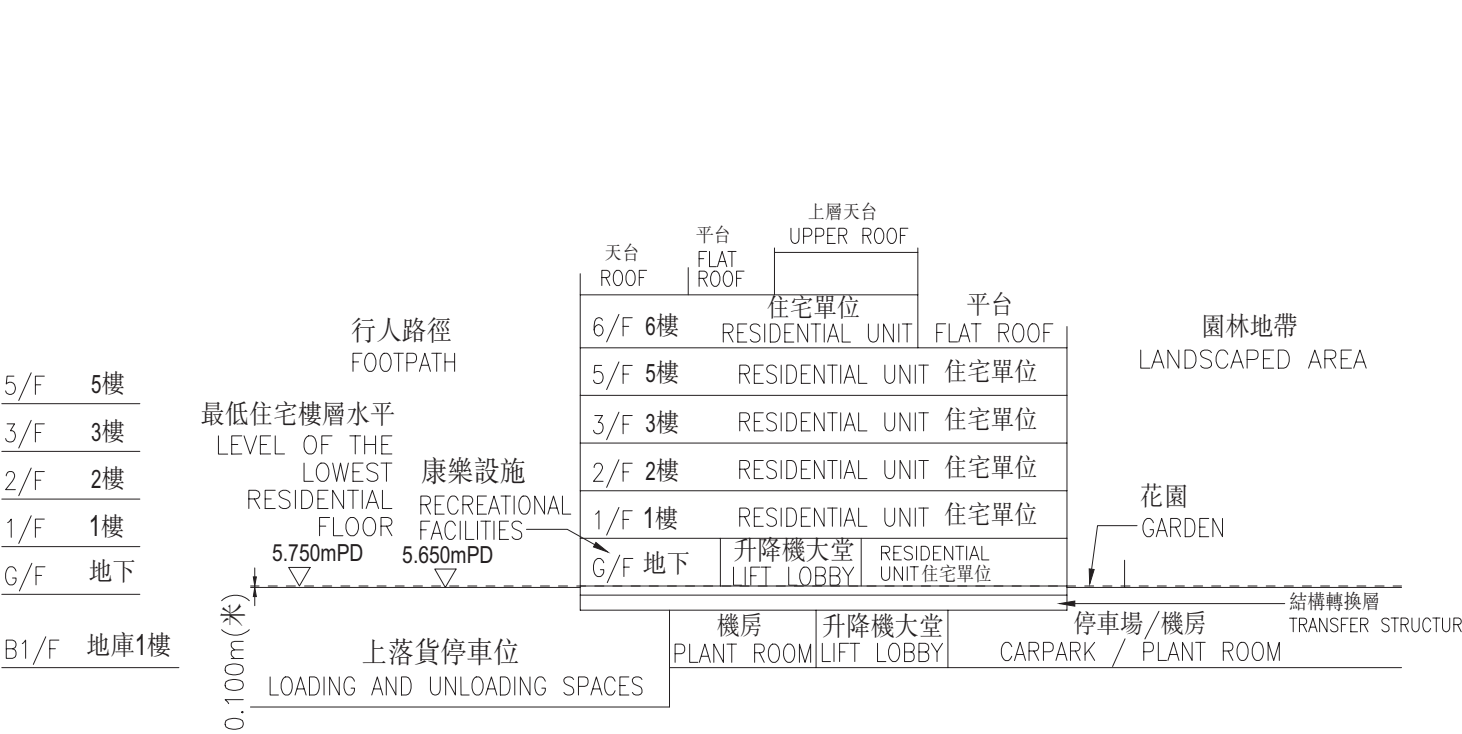 上層天台
UPPER ROOF
平台
FLAT
ROOF
天台
ROOF
住宅單位
6/F 6樓 RESIDENTIAL UNIT
平台
FLAT ROOF
行人路徑
FOOTPATH
園林地帶
LANDSCAPED AREA
5/F 5樓
5/F 5樓 RESIDENTIAL UNIT 住宅單位
3/F 3樓
3/F 3樓 RESIDENTIAL UNIT 住宅單位
最低住宅樓層水平
LEVEL OF THE
LOWEST
RESIDENTIAL
FLOOR
5.750mPD
康樂設施
RECREATIONAL
FACILITIES
5.650mPD
2/F 2樓
2/F 2樓 RESIDENTIAL UNIT 住宅單位
1/F 1樓
1/F 1樓 RESIDENTIAL UNIT 住宅單位
花園
GARDEN
G/F 地下
G/F 地下
升降機大堂
LIFT LOBBY
RESIDENTIAL
UNIT住宅單位
0.100m(米)
結構轉換層
TRANSFER STRUCTUR
B1/F 地庫1樓
上落貨停車位
LOADING AND UNLOADING SPACES
機房
PLANT ROOM
升降機大堂
LIFT LOBBY
停車場/機房
CARPARK / PLANT ROOM